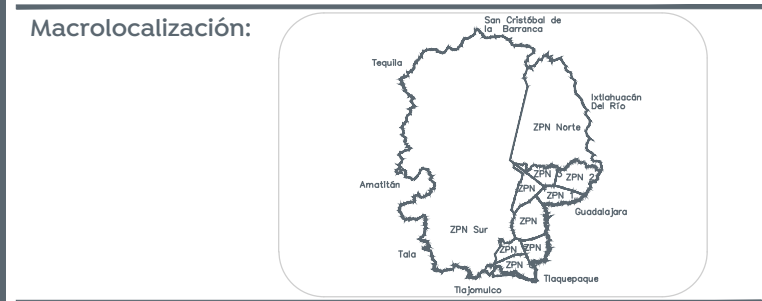 Macrolocalización:
San Cristóbal de
la Barranca
Tequila
Ixtlahuacán
Del Río
ZPN Norte
ZPN 3
ZPN 2
Amatitán
ZPN
ZPN 1
Guadalajara
ZPN
ZPN Sur
ZPN
ZPN
Tala
ZPN
Tlaquepaque
Tlajomulco